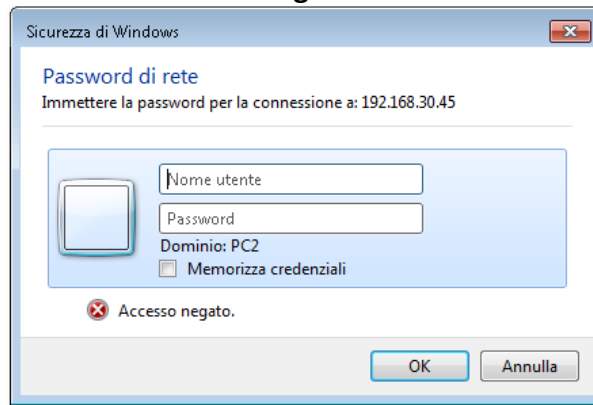 Sicurezza di Windows
Password di rete
Immettere la password per la connessione a: 192.168.30.45
Nome utente
Password
Dominio: PC2
Memorizza credenziali
Accesso negato.
OK
Annulla